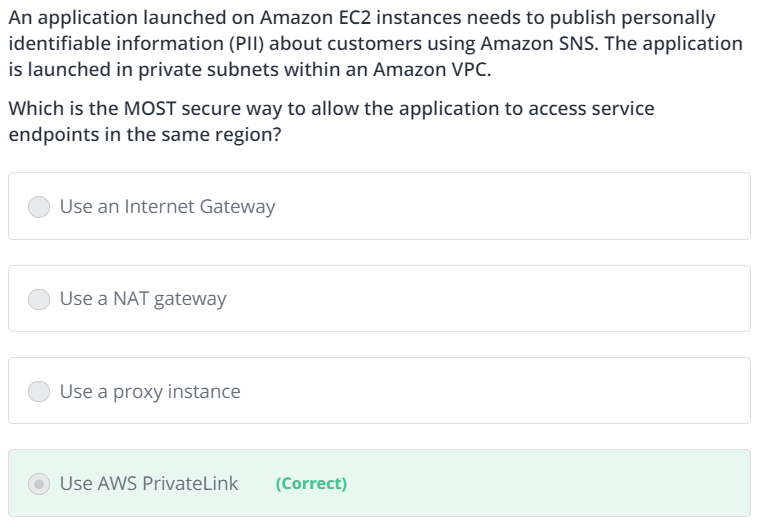 An application launched on Amazon EC2 instances needs to publish personally
identifiable information (PII) about customers using Amazon SNS. The application
is launched in private subnets within an Amazon VPC.
Which is the MOST secure way to allow the application to access service
endpoints in the same region?
Use an Internet Gateway
Use a NAT gateway
Use a proxy instance
Use AWS PrivateLink (Correct)